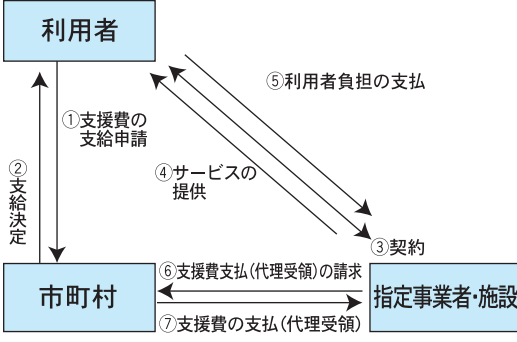 利用者
⑤利用者負担の支払
①支援費の
支給申請
④サービスの
提供
②支給決定
③契約
市町村
⑥支援費支払(代理受領)の請求
指定事業者・施設
⑦支援費の支払(代理受領)